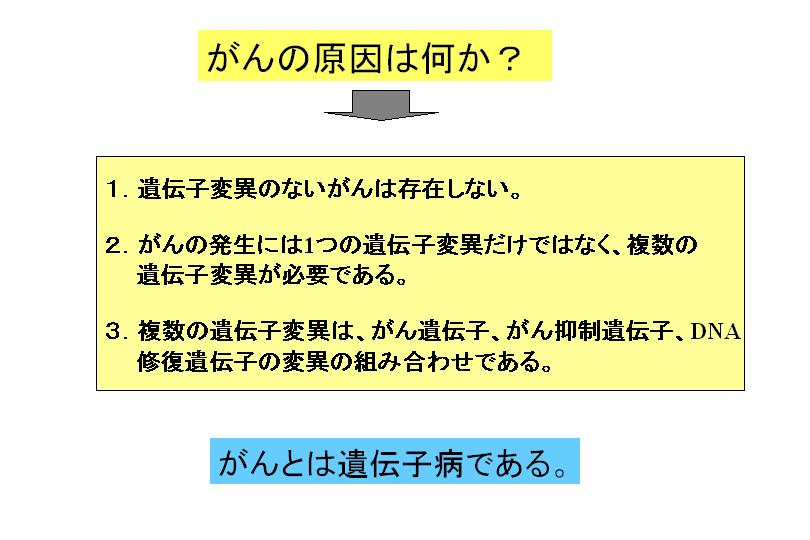 がんの原因は何か？
１．遺伝子変異のないがんは存在しない。
２．がんの発生には1つの遺伝子変異だけではなく、複数の
遺伝子変異が必要である。
３．複数の遺伝子変異は、がん遺伝子、がん抑制遺伝子、DNA
修復遺伝子の変異の組み合わせである。
がんとは遺伝子病である。